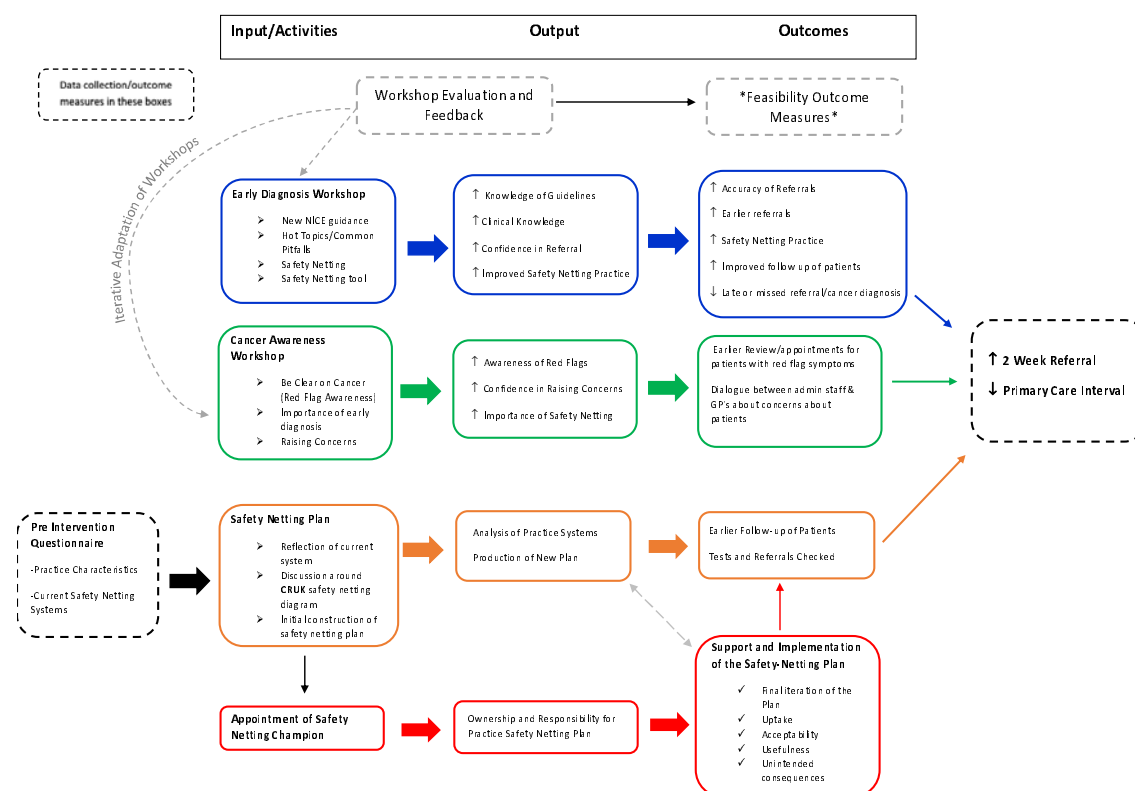 Input/Activities
Output
Outcomes
Data collection/outcome
measures in these boxes
Workshop Evaluation and
Feedback
*Feasibility Outcome
Measures*
Iterative Adaptation of Workshops
Early Diagnosis Workshop
➢ New NICE guidance
➢ Hot Topics/Common
Pitfalls
➢ Safety Netting
➢ Safety Netting tool
↑ Knowledge of Guidelines
↑ Clinical Knowledge
↑ Confidence in Referral
↑ Improved Safety Netting Practice
↑ Accuracy of Referrals
↑ Earlier referrals
↑ Safety Netting Practice
↑ Improved follow up of patients
↓ Late or missed referral/cancer diagnosis
Cancer Awareness
Workshop
➢ Be Clear on Cancer
(Red Flag Awareness)
➢ Importance of early
diagnosis
➢ Raising Concerns
↑ Awareness of Red Flags
↑ Confidence in Raising Concerns
↑ Importance of Safety Netting
Earlier Review/appointments for
patients with red flag symptoms
Dialogue between admin staff &
GP's about concerns about
patients
↑ 2 Week Referral
↓ Primary Care Interval
Pre Intervention
Questionnaire
-Practice Characteristics
-Current Safety Netting
Systems
Safety Netting Plan
➢ Reflection of current
system
➢ Discussion around
CRUK safety netting
diagram
➢ Initial construction of
safety netting plan
Analysis of Practice Systems
Production of New Plan
Earlier Follow-up of Patients
Tests and Referrals Checked
Appointment of Safety
Netting Champion
Ownership and Responsibility for
Practice Safety Netting Plan
Support and Implementation
of the Safety-Netting Plan
✓ Final iteration of the
Plan
✓ Uptake
✓ Acceptability
✓ Usefulness
✓ Unintended
consequences